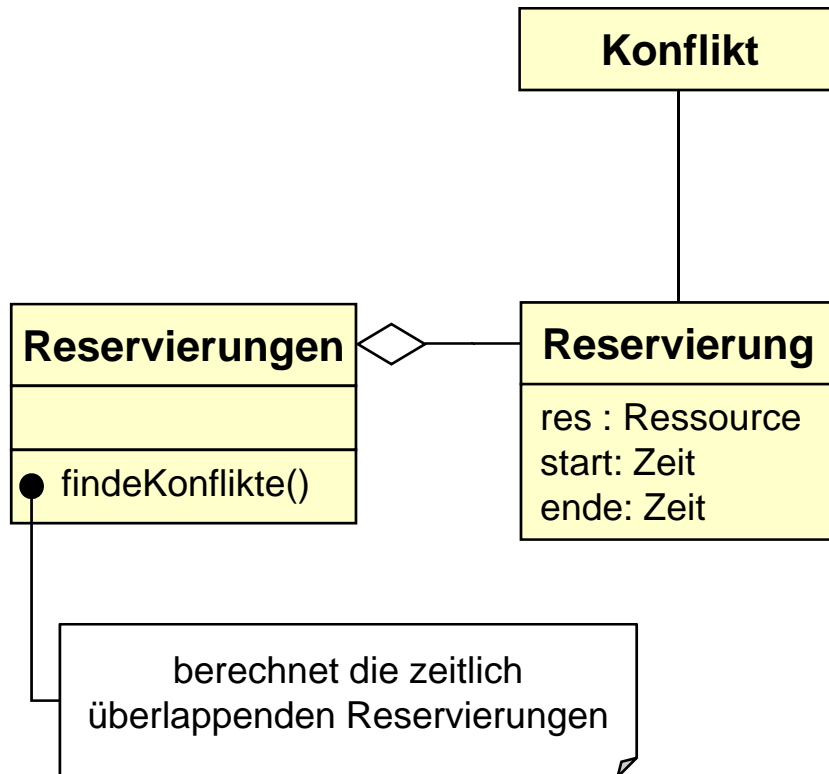 Konflikt
Reservierungen
findeKonflikte()
Reservierung
res : Ressource
start: Zeit
ende: Zeit
berechnet die zeitlich
überlappenden Reservierungen